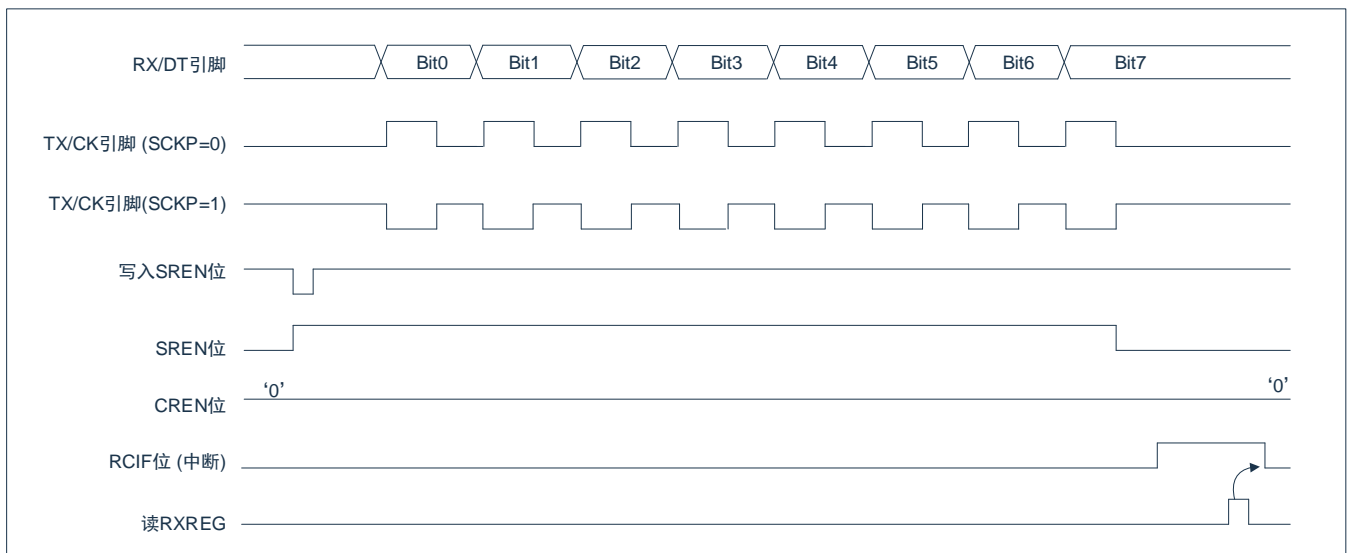 RX/DT引脚 Bit0 Bit1 Bit2 Bit3 Bit4 Bit5 Bit6 Bit7
TX/CK引脚 (SCKP=0)
TX/CK引脚(SCKP=1)
写入SREN位
SREN位
‘0’ ‘0’
CREN位
RCIF位 (中断)
读RXREG